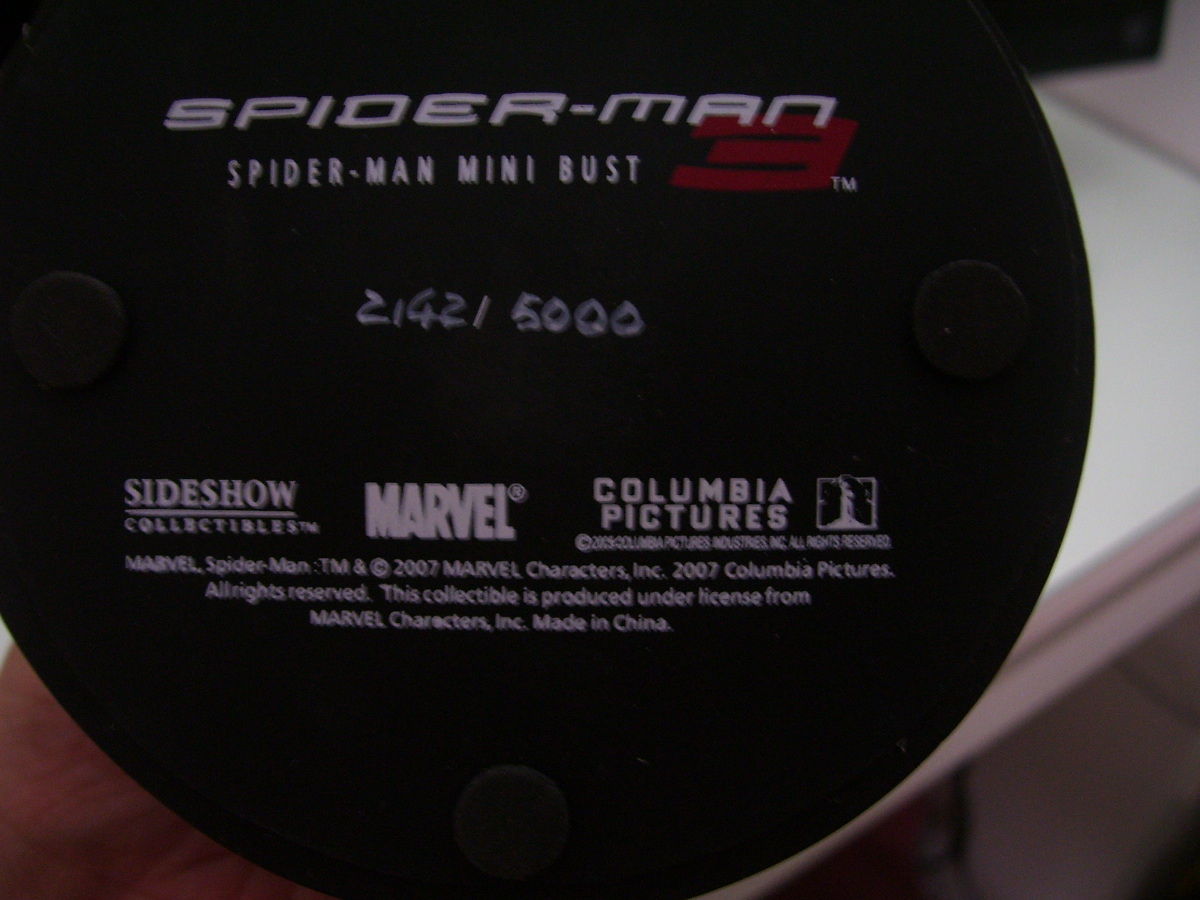 SPIDER-MAN 3 ™
SPIDER-MAN MINI BUST
2142/ 5000
SIDESHOW
COLLECTIBLES™
MARVEL®
COLUMBIA
PICTURES
MARVEL, Spider-Man :TM & © 2007 MARVEL Characters, Inc. 2007 Columbia Pictures.
All rights reserved. This collectible is produced under license from
MARVEL Characters, Inc. Made in China.